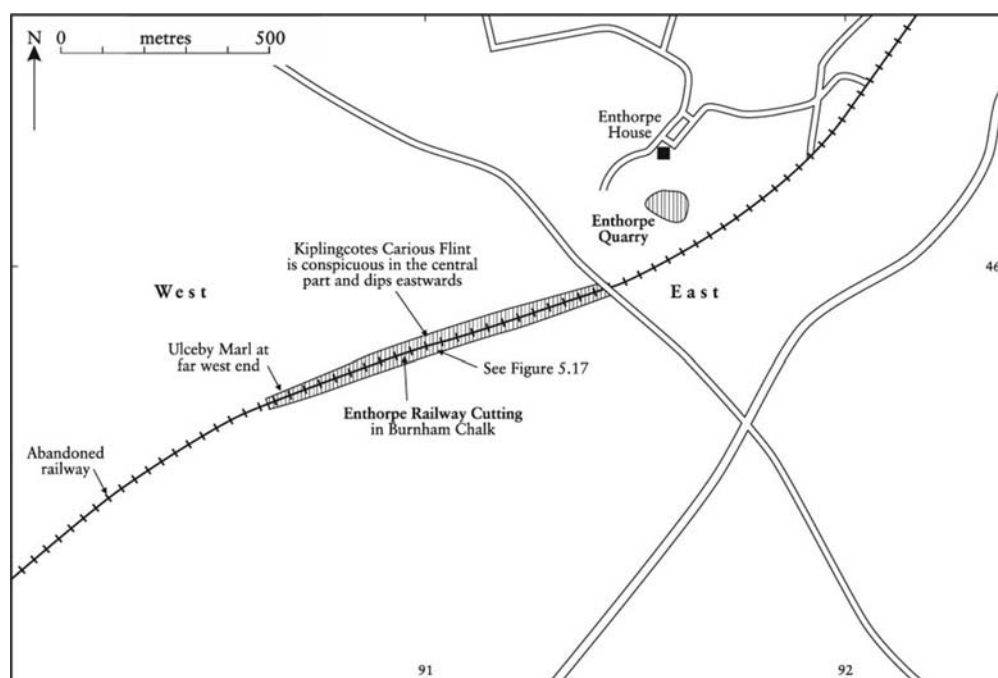 N 0 metres 500
Enthorpe
House
Enthorpe
Quarry
Kiplingcotes Carious Flint
is conspicuous in the central
part and dips eastwards
West
East
46
Ulceby Marl at
far west end
See Figure 5.17
Enthorpe Railway Cutting
in Burnham Chalk
Abandoned
railway
91
92